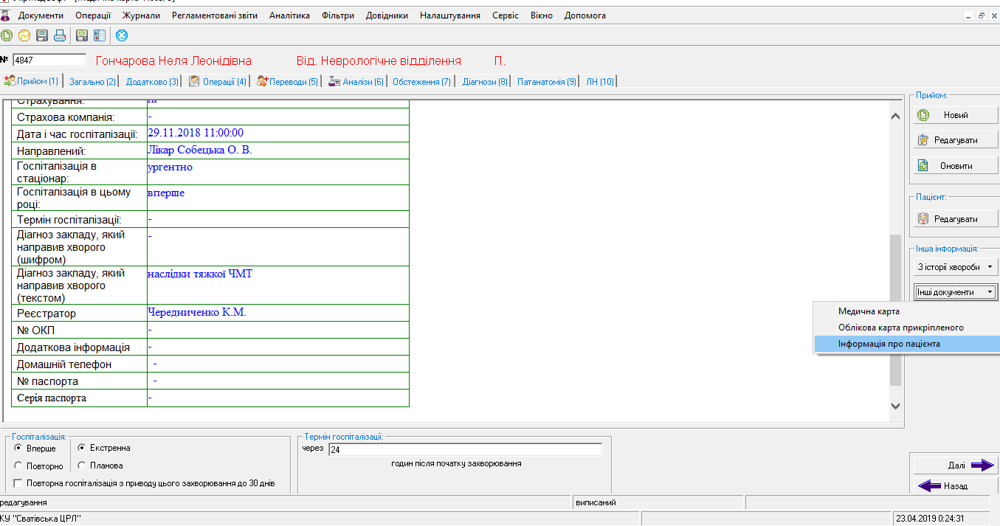 Документи Операції Журнали Регламентовані звіти Аналітика Фільтри Довідники Налаштування Сервіс Вікно Допомога
№ 4847 Гончарова Неля Леонідівна Від. Неврологічне відділення П.
Прийом (1) Загально (2) Додатково (3) Операції (4) Переводи (5) Аналізи (6) Обстеження (7) Діагнози (8) Патанатомія (9) ЛН (10)
Страхування: ні
Страхова компанія: -
Дата і час госпіталізації: 29.11.2018 11:00:00
Направлений: Лікар Собецька О. В.
Госпіталізація в ургентно
стаціонар:
Госпіталізація в цьому вперше
році:
Термін госпіталізації: -
Діагноз закладу, який -
направив хворого
(шифром)
Діагноз закладу, який наслідки тяжкої ЧМТ
направив хворого
(текстом)
Реєстратор Чередниченко К.М.
№ ОКП -
Додаткова інформація -
Домашній телефон -
№ паспорта -
Серія паспорта -
Прийом:
Новий
Редагувати
Оновити
Пацієнт:
Редагувати
Інша інформація:
З історії хвороби
Інші документи
Медична карта
Облікова карта прикріпленого
Інформація про пацієнта
Госпіталізація:
Вперше Екстренна
Повторно Планова
Повторна госпіталізація з приводу цього захворювання до 30 днів
Термін госпіталізації:
через 24
годин після початку захворювання
Далі
Назад
редагування виписаний
КУ "Сватівська ЦРЛ" 23.04.2019 0:24:31